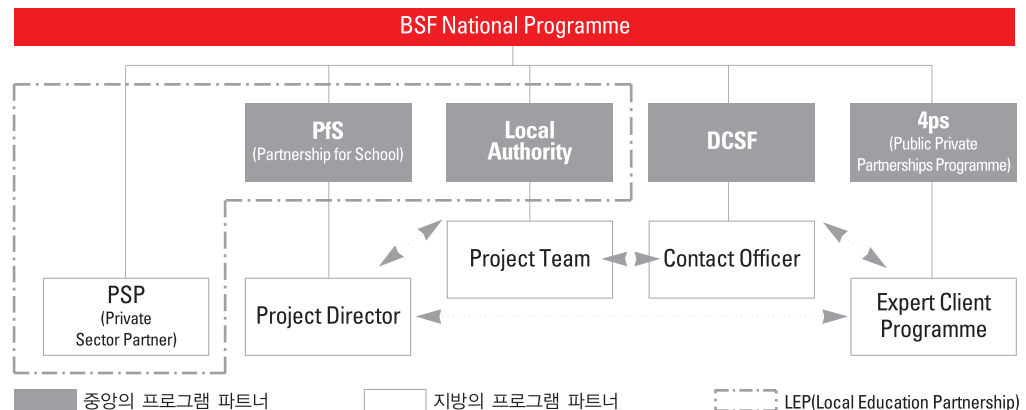 BSF National Programme
PfS
(Partnership for School)
Local
Authority
DCSF
4ps
(Public Private
Partnerships Programme)
Project Team
Contact Officer
PSP
(Private
Sector Partner)
Project Director
Expert Client
Programme
중앙의 프로그램 파트너
지방의 프로그램 파트너
LEP(Local Education Partnership)